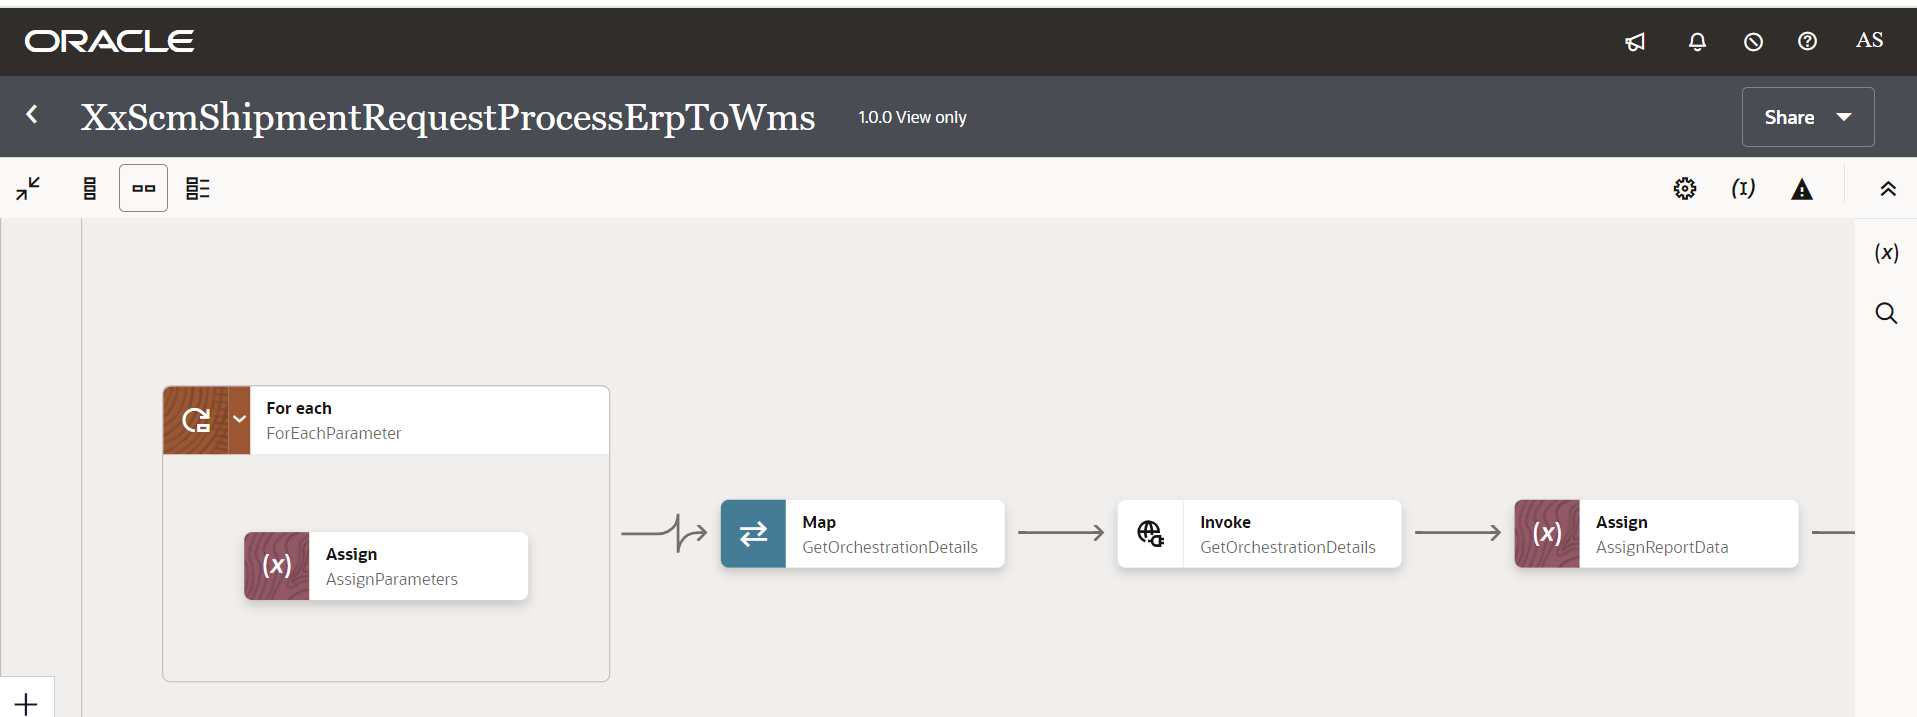 ORACLE
AS
XxScmShipmentRequestProcessErpToWms
1.0.0 View only
Share
(I)
(x)
For each
ForEachParameter
(x)
Assign
AssignParameters
Map
GetOrchestrationDetails
Invoke
GetOrchestrationDetails
(x)
Assign
AssignReportData